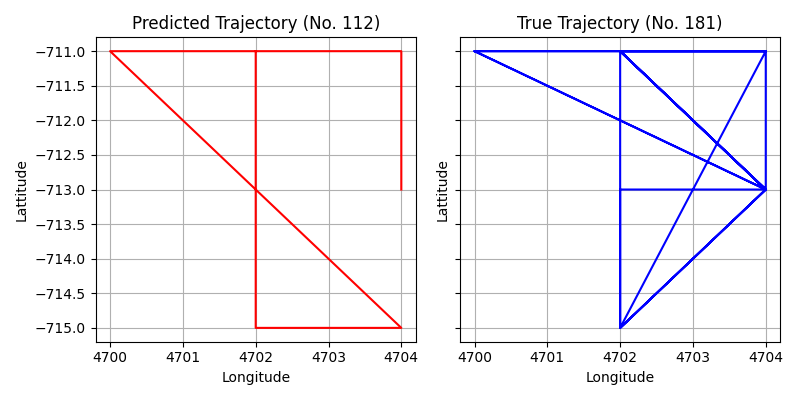 Predicted Trajectory (No. 112)
True Trajectory (No. 181)
−711.0
−711.5
−712.0
−712.5
−713.0
−713.5
−714.0
−714.5
−715.0
Lattitude
Lattitude
4700 4701 4702 4703 4704
4700 4701 4702 4703 4704
Longitude
Longitude